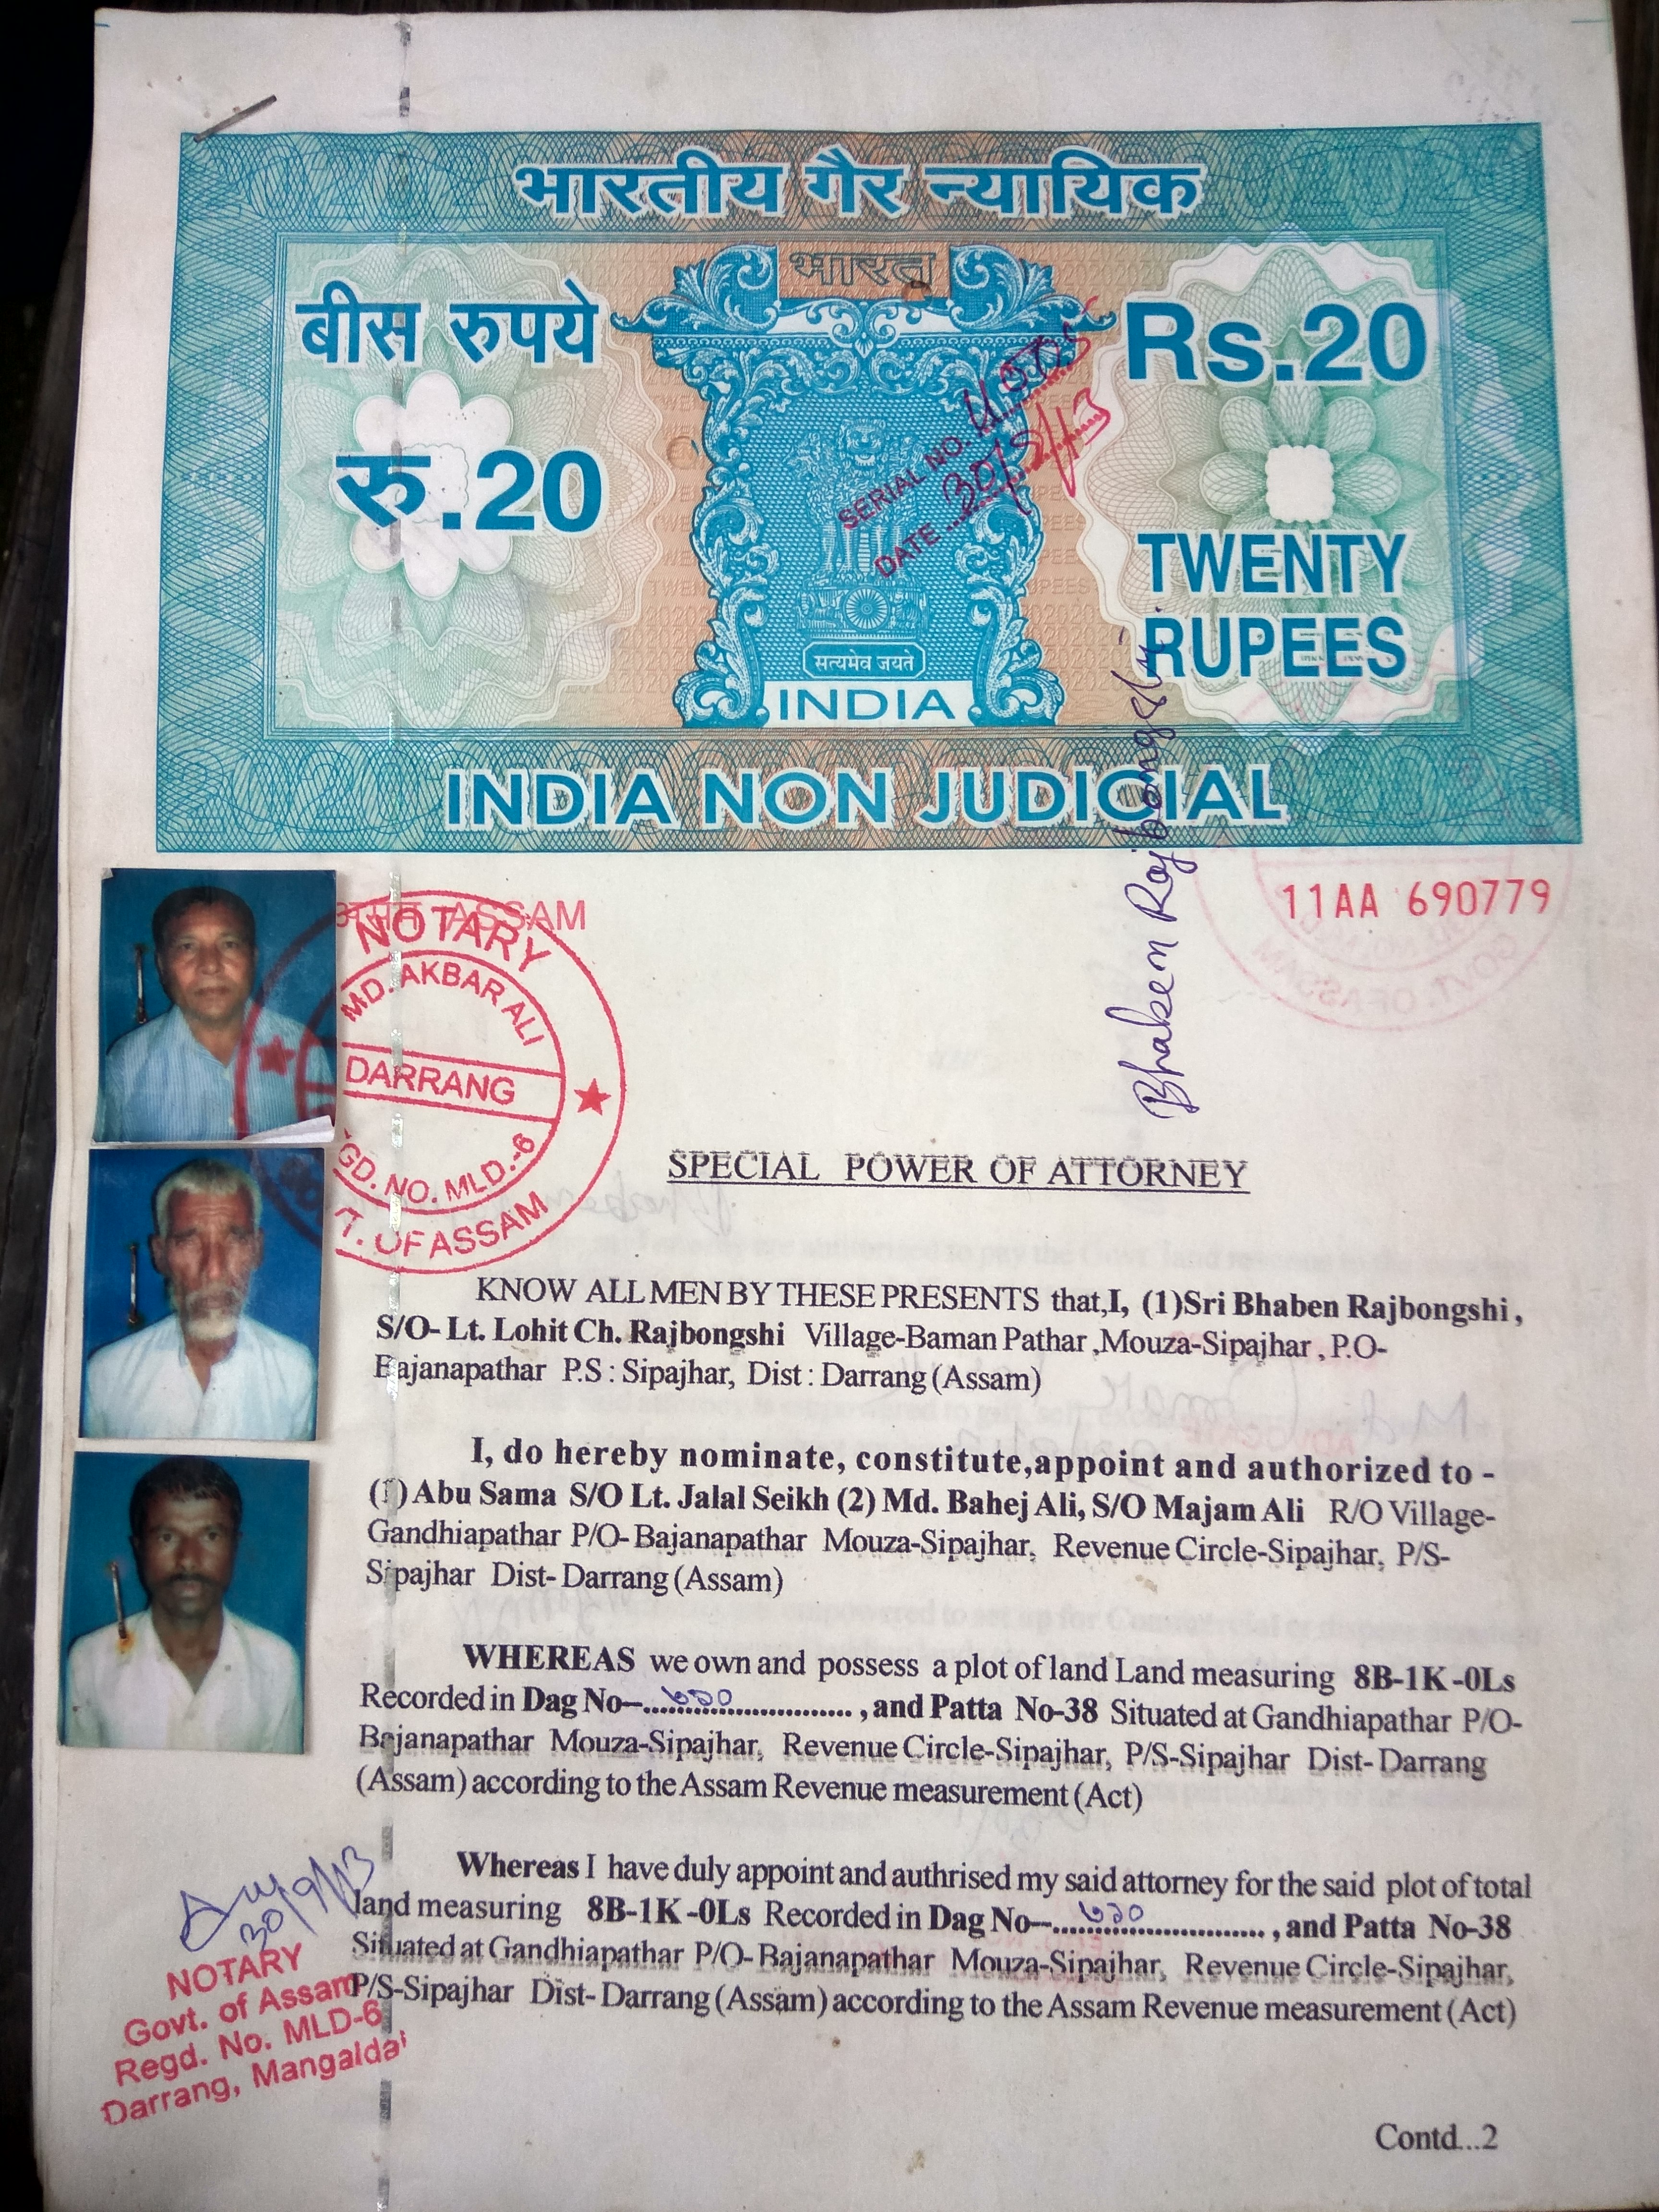 भारतीय गैर न्यायिक
भारत
बीस रुपये
Rs.20
रु.20
SERIAL NO.
DATE 30/9/13
TWENTY
RUPEES
सत्यमेव जयते
INDIA
INDIA NON JUDICIAL
Bhaben Rajbongshi.
ASSAM
11AA 690779
NOTARY
MD. AKBAR ALI
DARRANG
GD. NO. MLD.-6
T. OF ASSAM
GOVT. OF ASSAM
SPECIAL POWER OF ATTORNEY
KNOW ALL MEN BY THESE PRESENTS that,I, (1)Sri Bhaben Rajbongshi,
S/O- Lt. Lohit Ch. Rajbongshi Village-Baman Pathar ,Mouza-Sipajhar , P.O-
Bajanapathar P.S : Sipajhar, Dist : Darrang (Assam)
I, do hereby nominate, constitute,appoint and authorized to -
(1) Abu Sama S/O Lt. Jalal Seikh (2) Md. Bahej Ali, S/O Majam Ali R/O Village-
Gandhiapathar P/O- Bajanapathar Mouza-Sipajhar, Revenue Circle-Sipajhar, P/S-
Sipajhar Dist- Darrang (Assam)
WHEREAS we own and possess a plot of land Land measuring 8B-1K-0Ls
Recorded in Dag No-- ৬১০ , and Patta No-38 Situated at Gandhiapathar P/O-
Bajanapathar Mouza-Sipajhar, Revenue Circle-Sipajhar, P/S-Sipajhar Dist- Darrang
(Assam) according to the Assam Revenue measurement (Act)
Whereas I have duly appoint and authrised my said attorney for the said plot of total
land measuring 8B-1K-0Ls Recorded in Dag No-- ৬১০ , and Patta No-38
Situated at Gandhiapathar P/O- Bajanapathar Mouza-Sipajhar, Revenue Circle-Sipajhar,
P/S-Sipajhar Dist- Darrang (Assam) according to the Assam Revenue measurement (Act)
30/9/13
NOTARY
Govt. of Assam
Regd. No. MLD-6
Darrang, Mangaldai
Contd...2